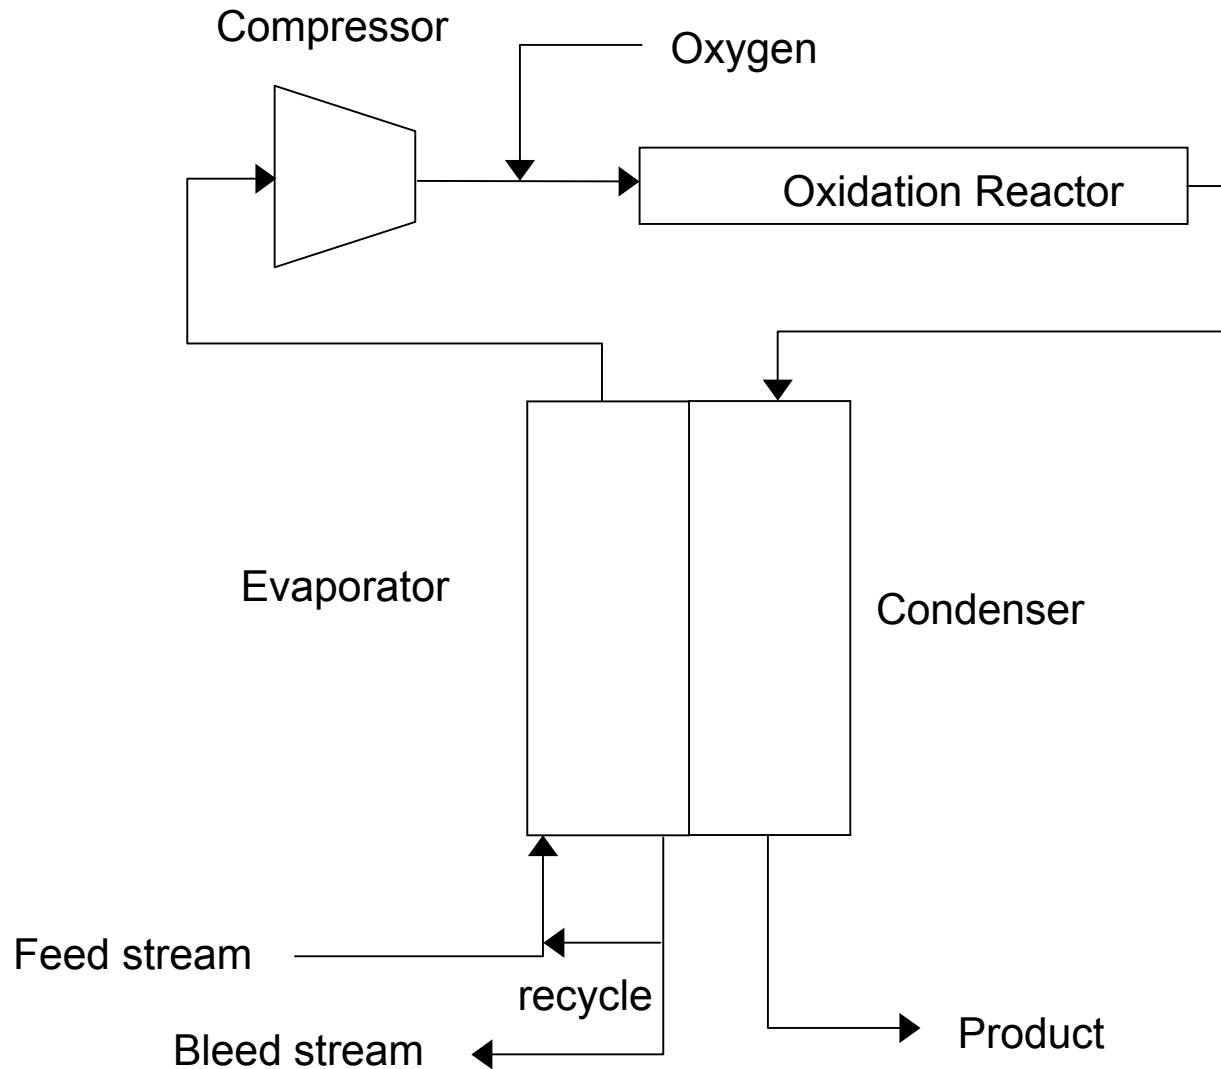 Compressor
Oxygen
Oxidation Reactor
Evaporator
Condenser
Feed stream
recycle
Bleed stream
Product